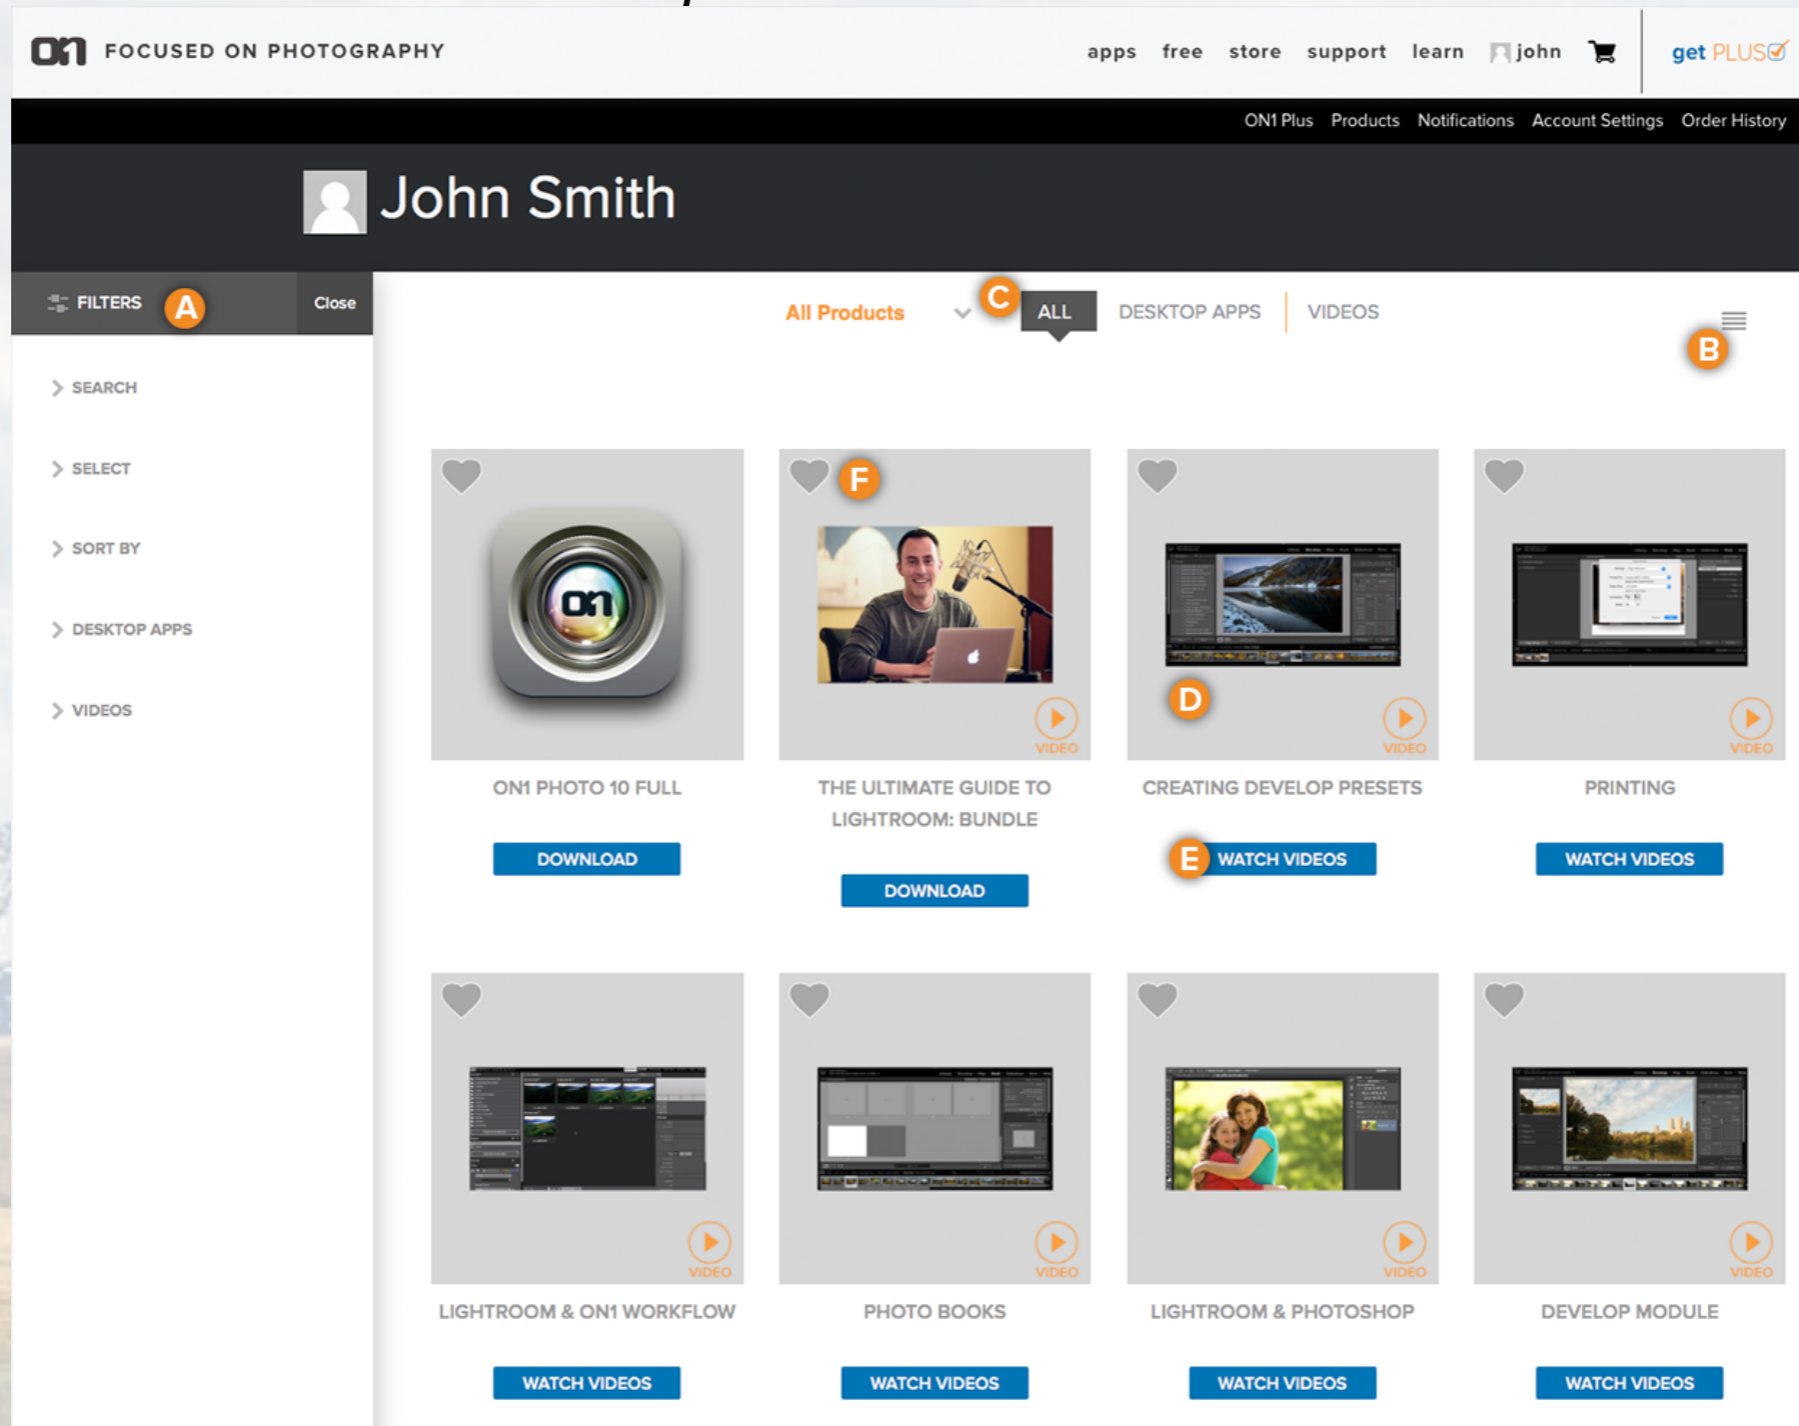 ON1 FOCUSED ON PHOTOGRAPHY
apps free store support learn john get PLUS
ON1 Plus Products Notifications Account Settings Order History
John Smith
FILTERS A Close
All Products C ALL DESKTOP APPS VIDEOS
B
SEARCH
SELECT
SORT BY
DESKTOP APPS
VIDEOS
F
on1
D
VIDEO VIDEO VIDEO
ON1 PHOTO 10 FULL
THE ULTIMATE GUIDE TO
LIGHTROOM: BUNDLE
CREATING DEVELOP PRESETS
PRINTING
DOWNLOAD
DOWNLOAD
E WATCH VIDEOS
WATCH VIDEOS
VIDEO VIDEO VIDEO VIDEO
LIGHTROOM & ON1 WORKFLOW
PHOTO BOOKS
LIGHTROOM & PHOTOSHOP
DEVELOP MODULE
WATCH VIDEOS
WATCH VIDEOS
WATCH VIDEOS
WATCH VIDEOS